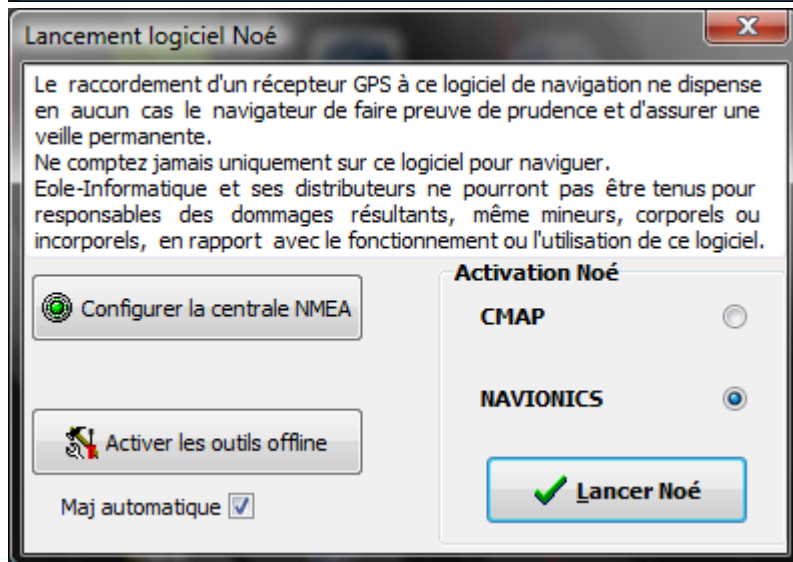 Lancement logiciel Noé
Le raccordement d'un récepteur GPS à ce logiciel de navigation ne dispense
en aucun cas le navigateur de faire preuve de prudence et d'assurer une
veille permanente.
Ne comptez jamais uniquement sur ce logiciel pour naviguer.
Eole-Informatique et ses distributeurs ne pourront pas être tenus pour
responsables des dommages résultants, même mineurs, corporels ou
incorporels, en rapport avec le fonctionnement ou l'utilisation de ce logiciel.
Configurer la centrale NMEA
Activer les outils offline
Maj automatique
Activation Noé
CMAP
NAVIONICS
Lancer Noé